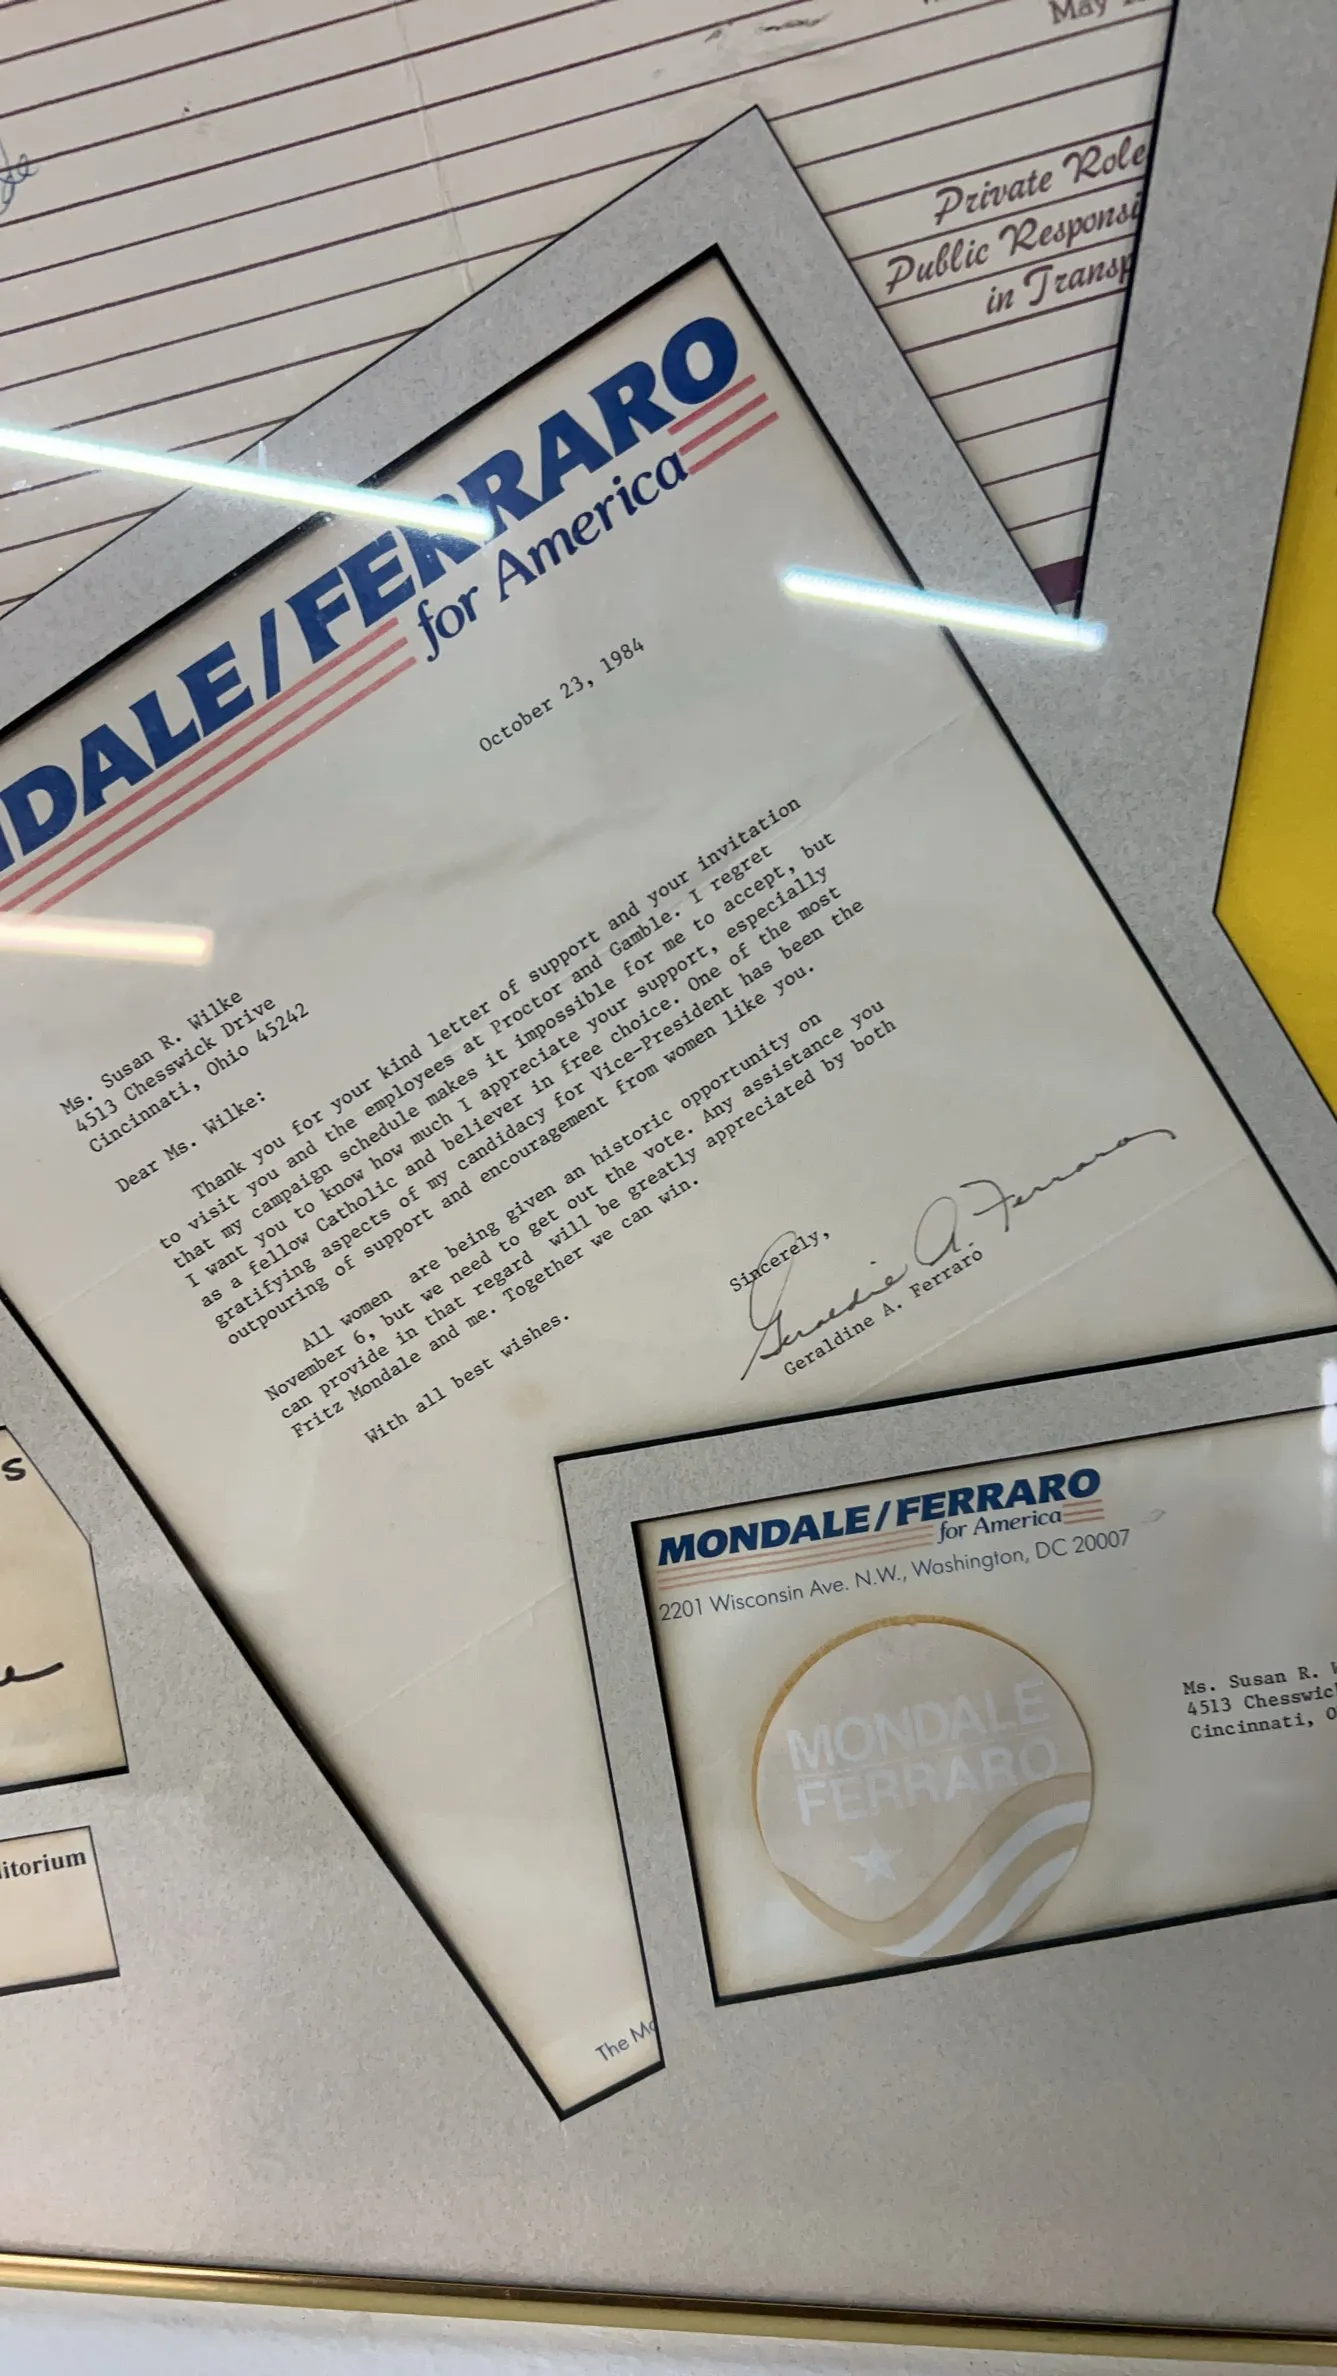 May
Private Role
Public Responsi
in Transp
NDALE/FERRARO
for America
October 23, 1984
Ms. Susan R. Wilke
4513 Chesswick Drive
Cincinnati, Ohio 45242
Dear Ms. Wilke:
Thank you for your kind letter of support and your invitation
to visit you and the employees at Proctor and Gamble. I regret
that my campaign schedule makes it impossible for me to accept, but
I want you to know how much I appreciate your support, especially
as a fellow Catholic and believer in free choice. One of the most
gratifying aspects of my candidacy for Vice-President has been the
outpouring of support and encouragement from women like you.
All women are being given an historic opportunity on
November 6, but we need to get out the vote. Any assistance you
can provide in that regard will be greatly appreciated by both
Fritz Mondale and me. Together we can win.
With all best wishes.
Sincerely,
Geraldine A. Ferraro
Geraldine A. Ferraro
s
MONDALE/FERRARO
for America
2201 Wisconsin Ave. N.W., Washington, DC 20007
MONDALE
FERRARO
Ms. Susan R. W
4513 Chesswic
Cincinnati, O
itorium
The Mo